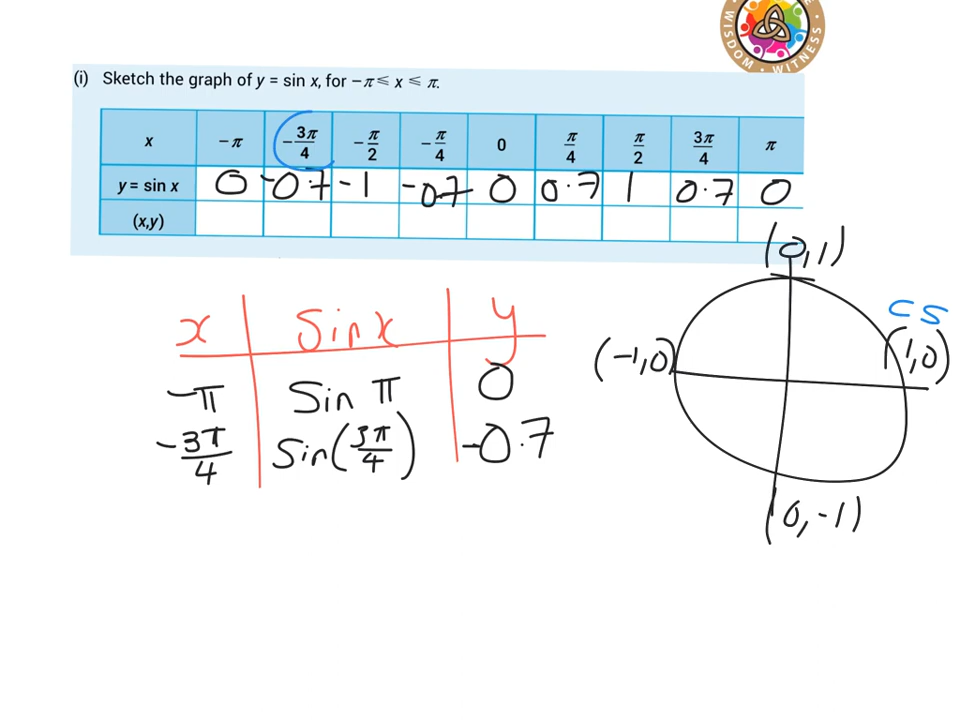 WISDOM • WITNESS •
(i) Sketch the graph of y = sin x, for −π ≤ x ≤ π.
x −π −3π/4 −π/2 −π/4 0 π/4 π/2 3π/4 π
y = sin x 0 -0.7 -1 -0.7 0 0.7 1 0.7 0
(x,y)
(0,1)
x Sin x y
CS
(-1,0) (1,0)
-π Sin π 0
-3π/4 Sin(3π/4) -0.7
(0,-1)